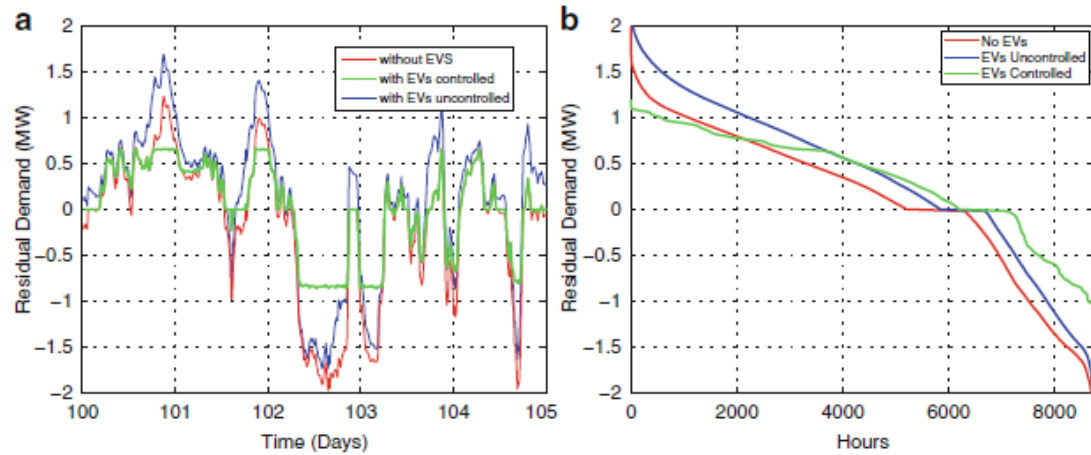 a
Residual Demand (MW)
2
1.5
1
0.5
0
−0.5
−1
−1.5
−2
without EVS
with EVs controlled
with EVs uncontrolled
100
101
102
103
104
105
Time (Days)
b
Residual Demand (MW)
2
1.5
1
0.5
0
−0.5
−1
−1.5
−2
No EVs
EVs Uncontrolled
EVs Controlled
0
2000
4000
6000
8000
Hours